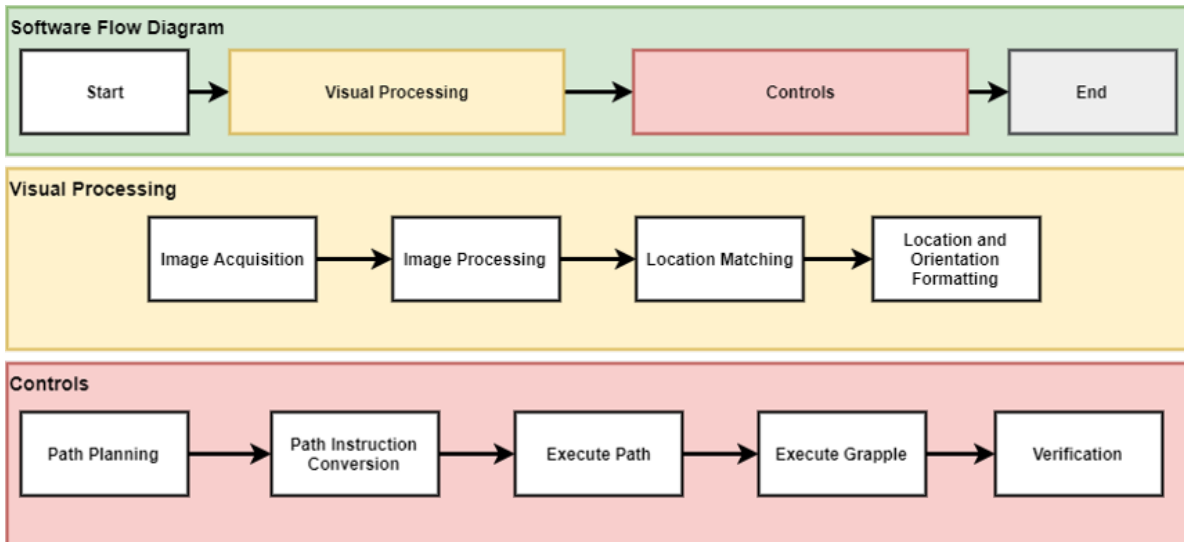 Software Flow Diagram
Start
Visual Processing
Controls
End
Visual Processing
Image Acquisition
Image Processing
Location Matching
Location and
Orientation
Formatting
Controls
Path Planning
Path Instruction
Conversion
Execute Path
Execute Grapple
Verification